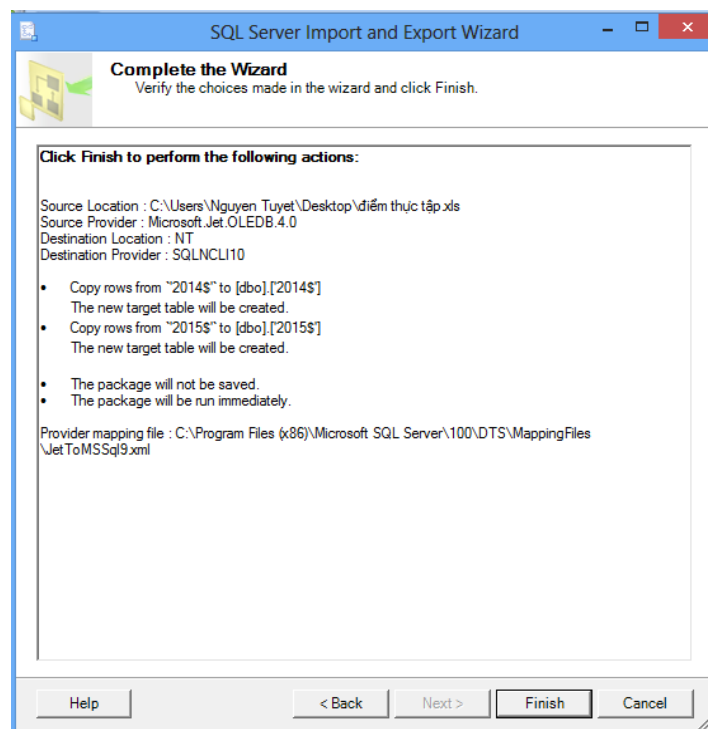 SQL Server Import and Export Wizard
Complete the Wizard
Verify the choices made in the wizard and click Finish.
Click Finish to perform the following actions:
Source Location : C:\Users\Nguyen Tuyet\Desktop\điểm thực tập.xls
Source Provider : Microsoft.Jet.OLEDB.4.0
Destination Location : NT
Destination Provider : SQLNCLI10
• Copy rows from `'2014$'` to [dbo].['2014$']
The new target table will be created.
• Copy rows from `'2015$'` to [dbo].['2015$']
The new target table will be created.
• The package will not be saved.
• The package will be run immediately.
Provider mapping file : C:\Program Files (x86)\Microsoft SQL Server\100\DTS\MappingFiles
\JetToMSSql9.xml
Help
< Back
Next >
Finish
Cancel